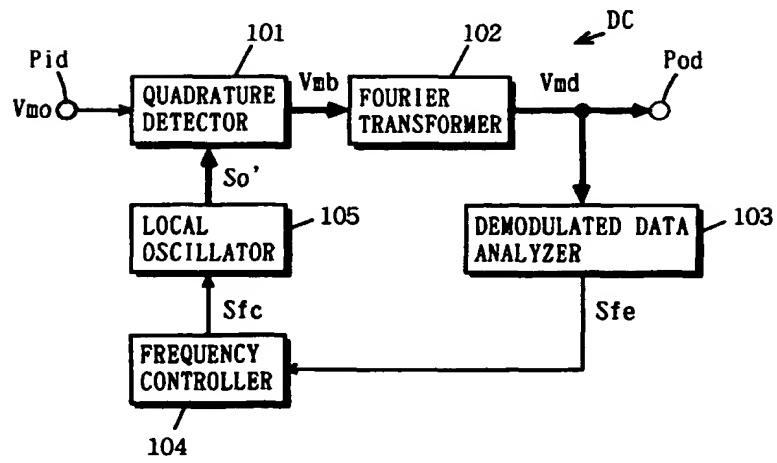 101
102
DC
Pid
Pod
Vmo
QUADRATURE
DETECTOR
Vmb
FOURIER
TRANSFORMER
Vmd
So'
LOCAL
OSCILLATOR
105
DEMODULATED DATA
ANALYZER
103
Sfc
Sfe
FREQUENCY
CONTROLLER
104